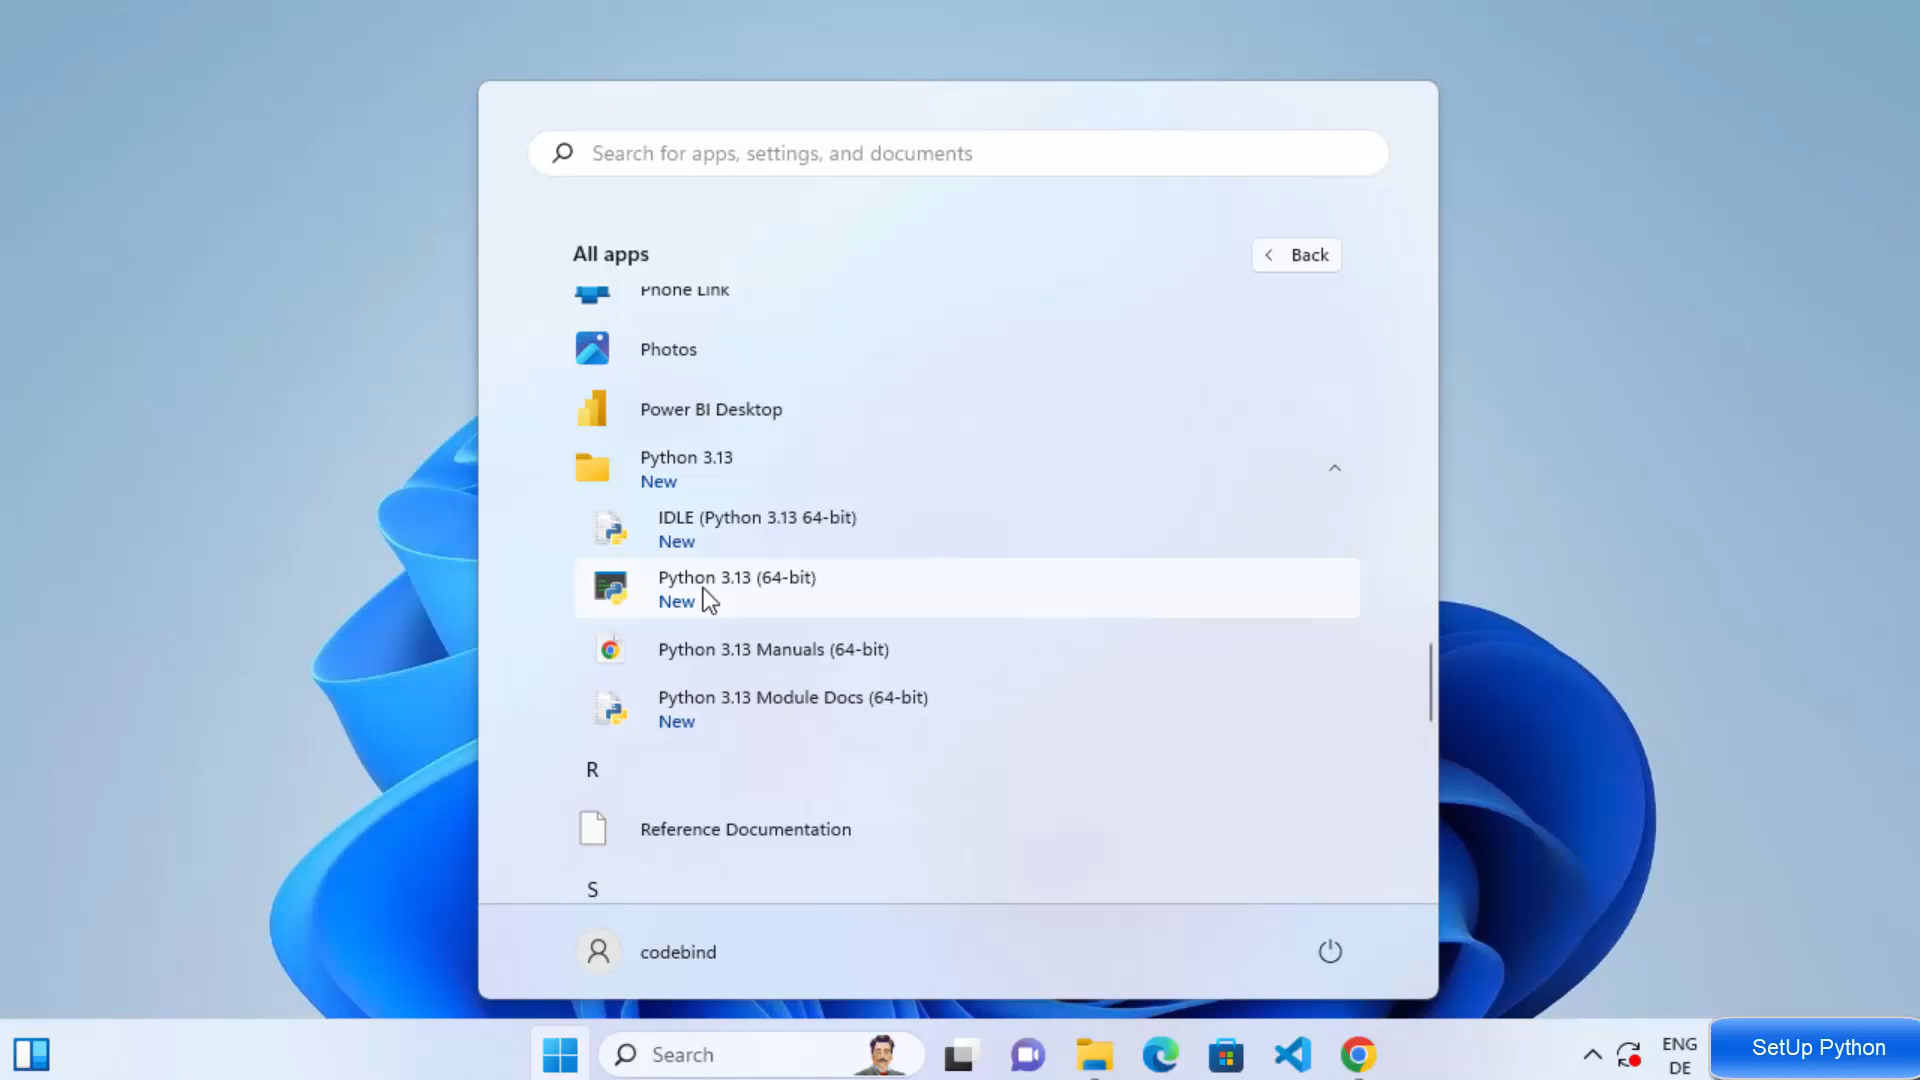 Search for apps, settings, and documents
All apps
Back
Phone Link
Photos
Power BI Desktop
Python 3.13
New
IDLE (Python 3.13 64-bit)
New
Python 3.13 (64-bit)
New
Python 3.13 Manuals (64-bit)
Python 3.13 Module Docs (64-bit)
New
R
Reference Documentation
S
codebind
Search
ENG
DE
SetUp Python